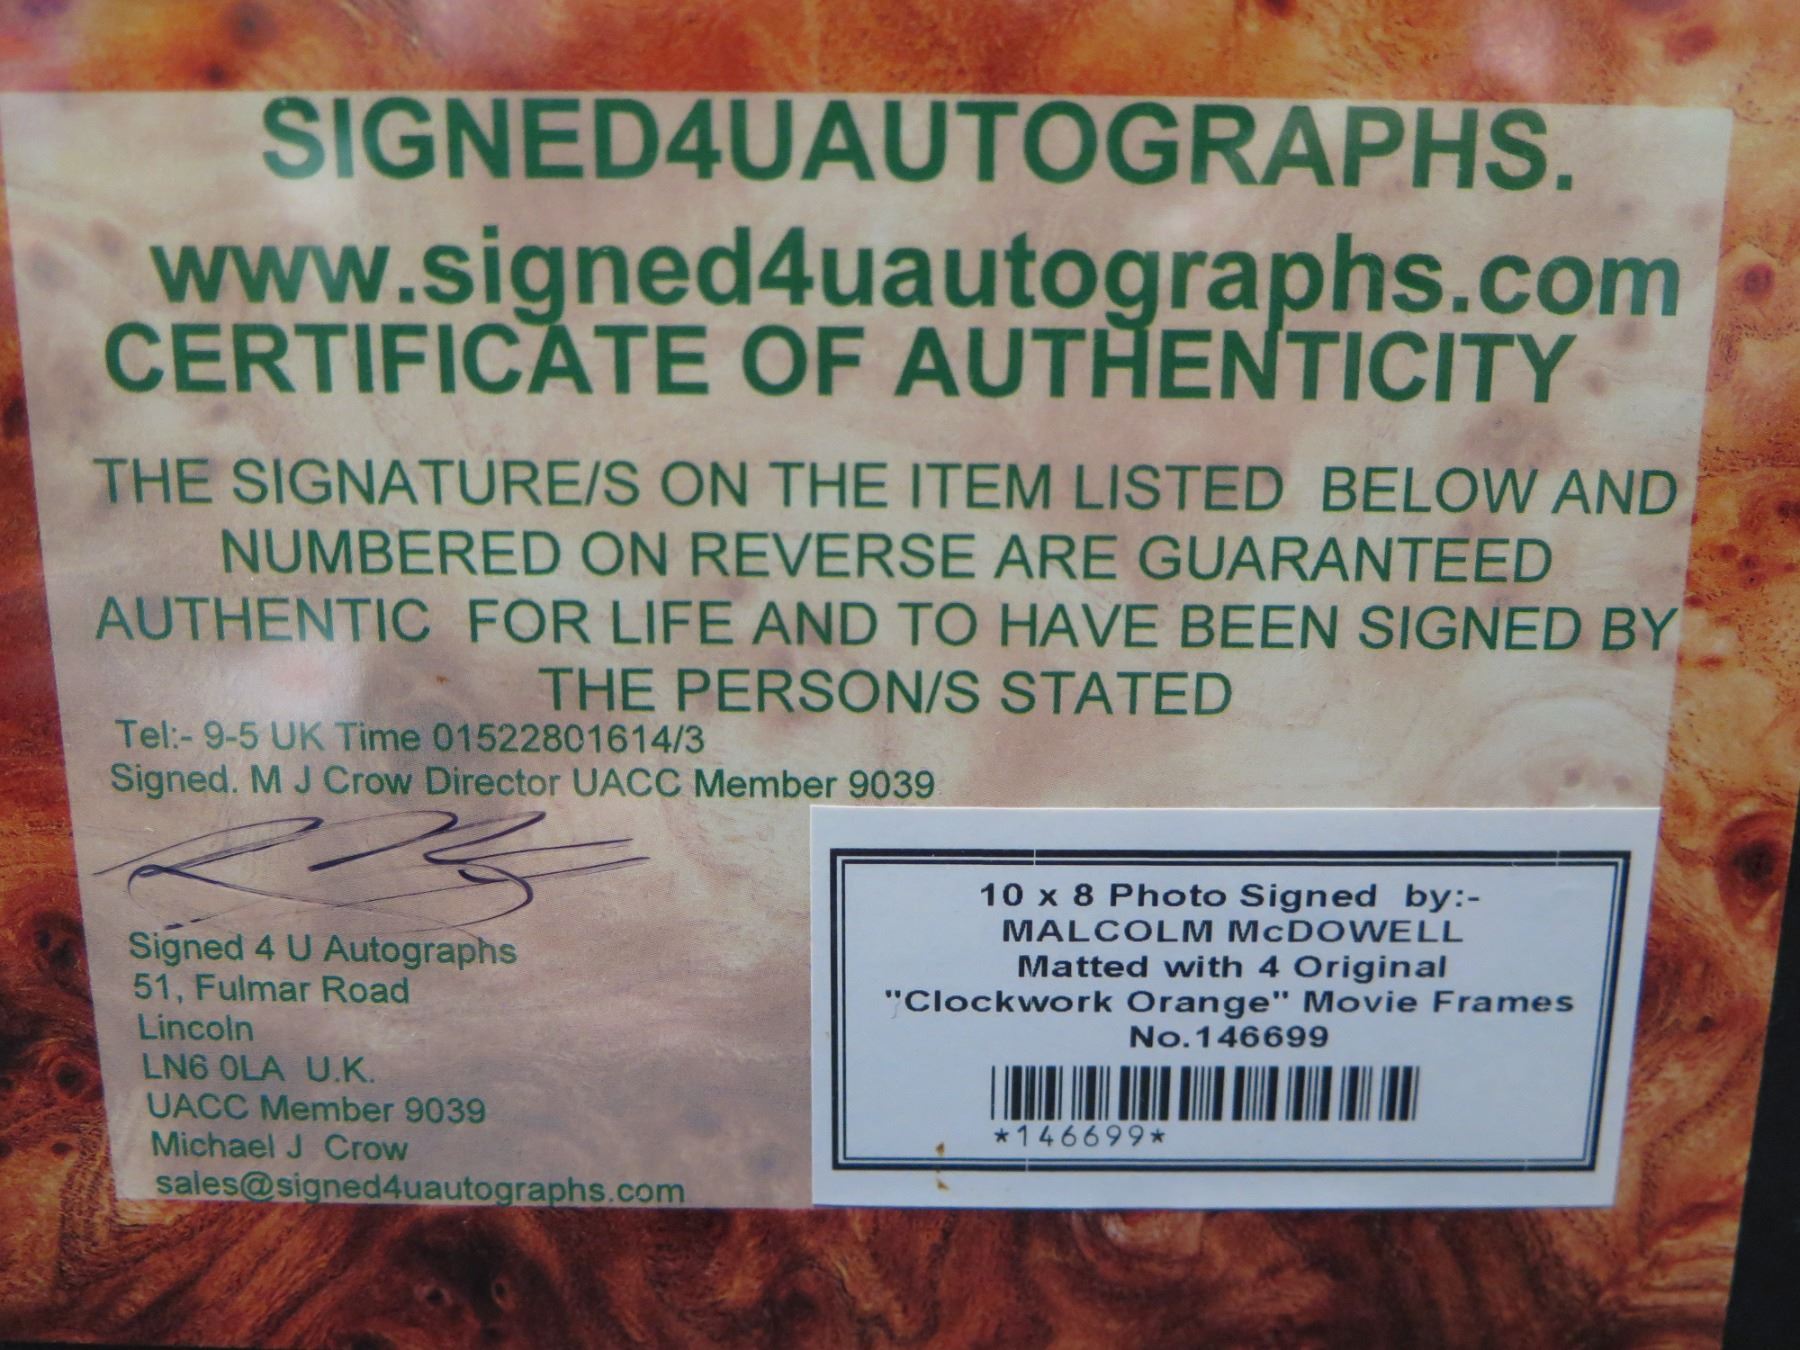 SIGNED4UAUTOGRAPHS.
www.signed4uautographs.com
CERTIFICATE OF AUTHENTICITY
THE SIGNATURE/S ON THE ITEM LISTED BELOW AND
NUMBERED ON REVERSE ARE GUARANTEED
AUTHENTIC FOR LIFE AND TO HAVE BEEN SIGNED BY
THE PERSON/S STATED
Tel:- 9-5 UK Time 01522801614/3
Signed. M J Crow Director UACC Member 9039
Signed 4 U Autographs
51, Fulmar Road
Lincoln
LN6 0LA U.K.
UACC Member 9039
Michael J Crow
sales@signed4uautographs.com
10 x 8 Photo Signed by:-
MALCOLM McDOWELL
Matted with 4 Original
"Clockwork Orange" Movie Frames
No.146699
*146699*